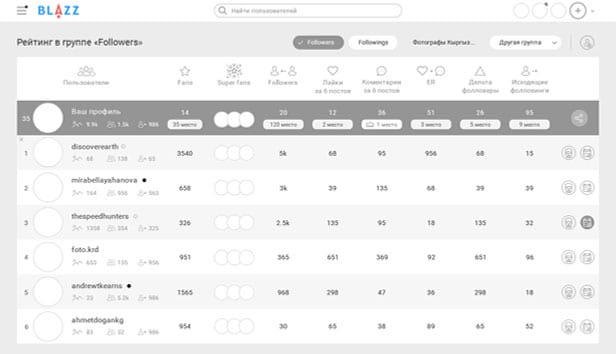 BLAZZ
Найти пользователей
Рейтинг в группе «Followers»
Followers
Followings
Фотографы Кыргыз...
Другая группа
Пользователи
Fans
Super fans
Followers
Лайки
за 6 постов
Комментарии
за 6 постов
ER
Дельта
фолловеры
Исходящие
фолловинги
35
Ваш профиль
9.9k 1.5k 986
14
35 место
20
120 место
12
2 место
36
1 место
51
3 место
26
5 место
95
9 место
1 discoverearth 3540 5k 68 95 956 68 15
68 138 65
2 mirabellayahanova 658 3k 39 135 68 39 39
164 956 563
3 thespeedhunters 326 2.5k 135 95 18 135 32
1358 354 325
4 foto.krd 951 365 651 369 92 651 96
653 135 956
5 andrewtkearns 1565 968 298 47 36 298 18
23 5.2k 986
6 ahmetdogankg 954 30 65 38 89 65 52
83 32 986